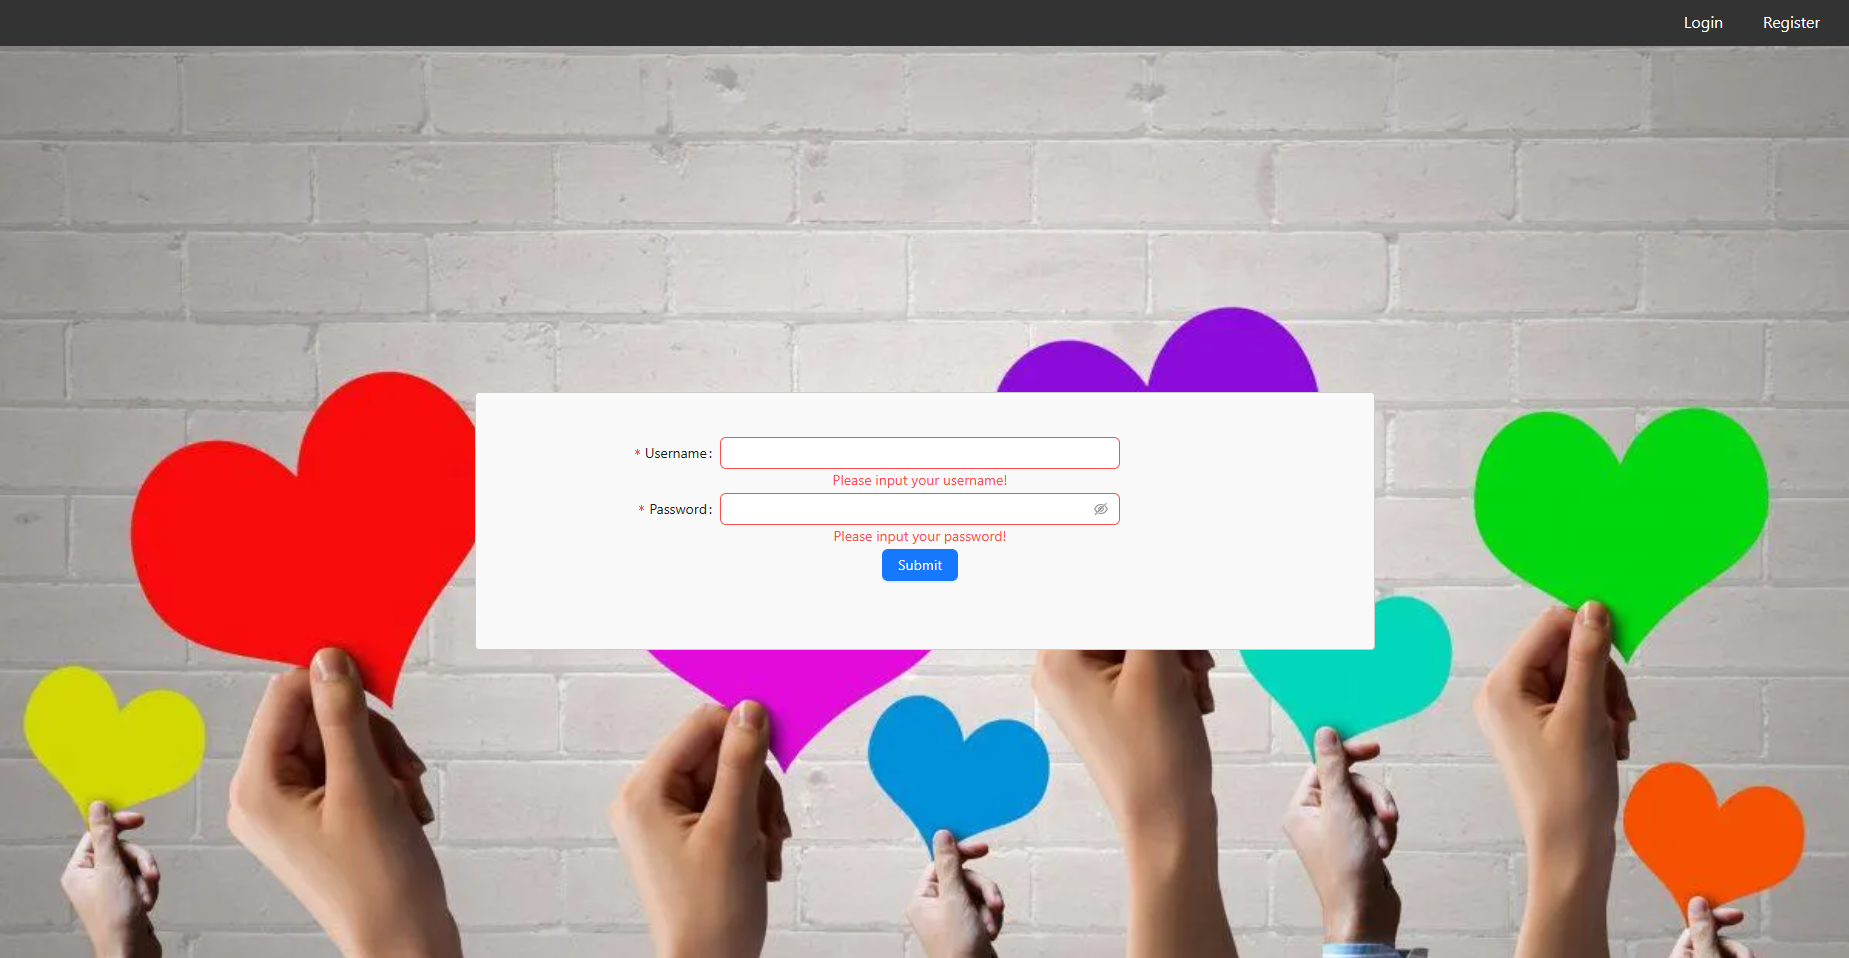 Login Register
* Username:
Please input your username!
* Password:
Please input your password!
Submit